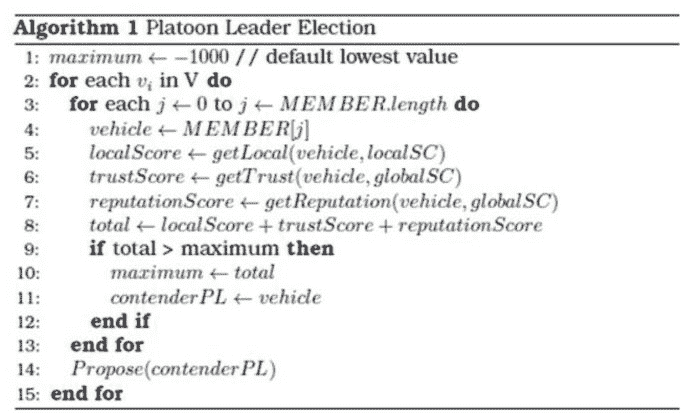 Algorithm 1 Platoon Leader Election
1: maximum ← −1000 // default lowest value
2: for each vᵢ in V do
3: for each j ← 0 to j ← MEMBER.length do
4: vehicle ← MEMBER[j]
5: localScore ← getLocal(vehicle, localSC)
6: trustScore ← getTrust(vehicle, globalSC)
7: reputationScore ← getReputation(vehicle, globalSC)
8: total ← localScore + trustScore + reputationScore
9: if total > maximum then
10: maximum ← total
11: contenderPL ← vehicle
12: end if
13: end for
14: Propose(contenderPL)
15: end for